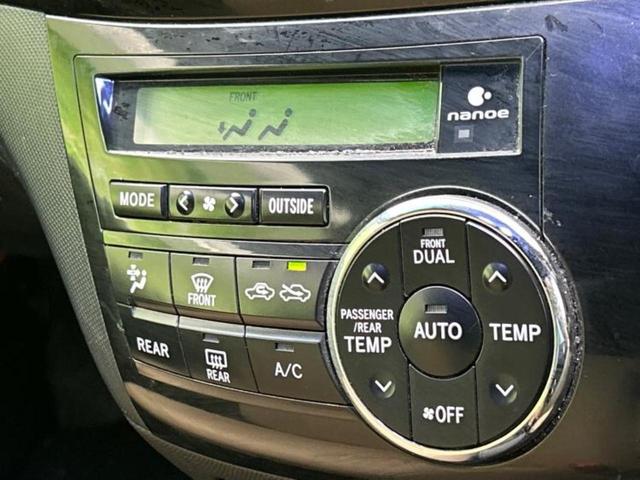 FRONT
nanoe
MODE
OUTSIDE
FRONT
DUAL
FRONT
PASSENGER
/REAR
TEMP
AUTO
TEMP
REAR
REAR
A/C
OFF